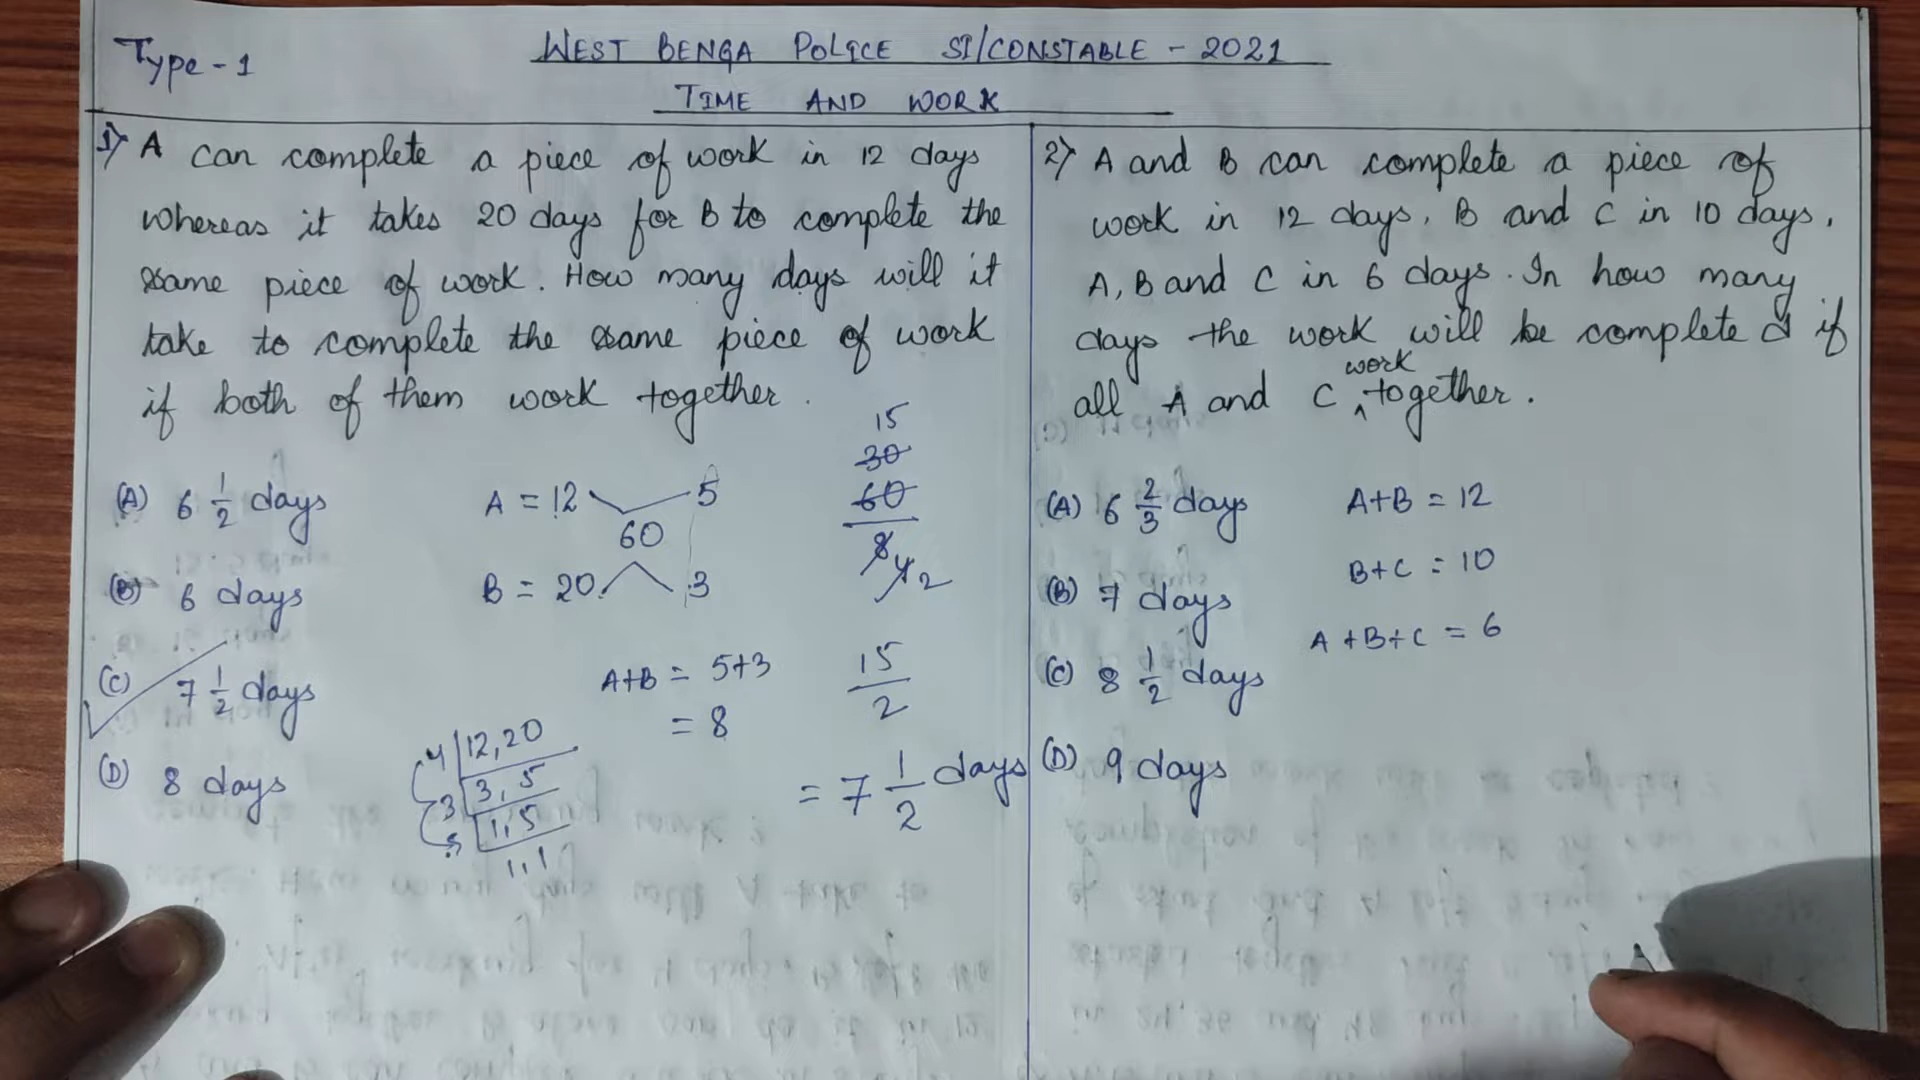 Type-1
WEST BENGA POLICE SI/CONSTABLE - 2021
TIME AND WORK
1) A can complete a piece of work in 12 days
whereas it takes 20 days for B to complete the
same piece of work. How many days will it
take to complete the same piece of work
if both of them work together.
(A) 6 1/2 days
(B) 6 days
(C) 7 1/2 days
(D) 8 days
A = 12 5
60
B = 20 3
A+B = 5+3
= 8
4 | 12, 20
3 | 3, 5
5 | 1, 5
1, 1
15
30
60
8 4 2
15
2
= 7 1/2 days
2) A and B can complete a piece of
work in 12 days, B and C in 10 days,
A, B and C in 6 days. In how many
days the work will be completed if
work
all A and C ^ together.
(A) 6 2/3 days
(B) 7 days
(C) 8 1/2 days
(D) 9 days
A+B = 12
B+C = 10
A+B+C = 6